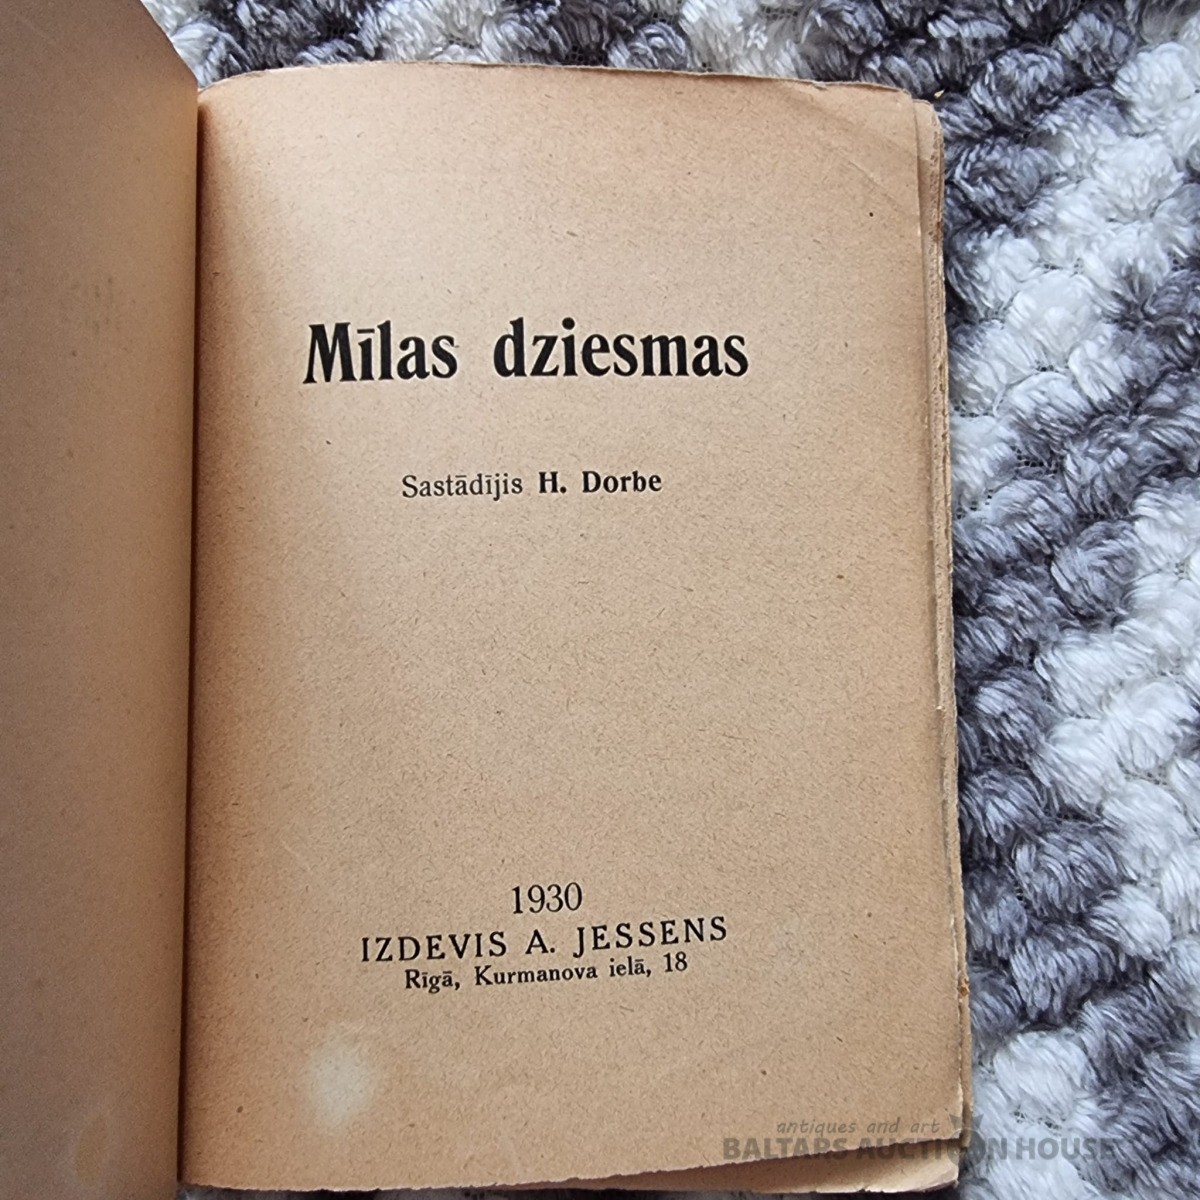 Mīlas dziesmas
Sastādījis H. Dorbe
1930
IZDEVIS A. JESSENS
Rīgā, Kurmanova ielā, 18
antiques and art
BALTARS AUCTION HOUSE